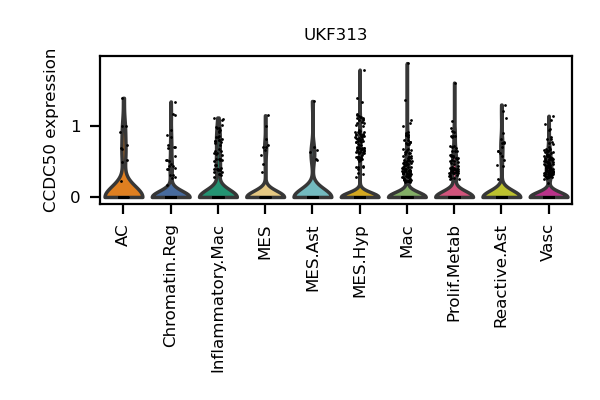 UKF313
CCDC50 expression
1
0
AC
Chromatin.Reg
Inflammatory.Mac
MES
MES.Ast
MES.Hyp
Mac
Prolif.Metab
Reactive.Ast
Vasc